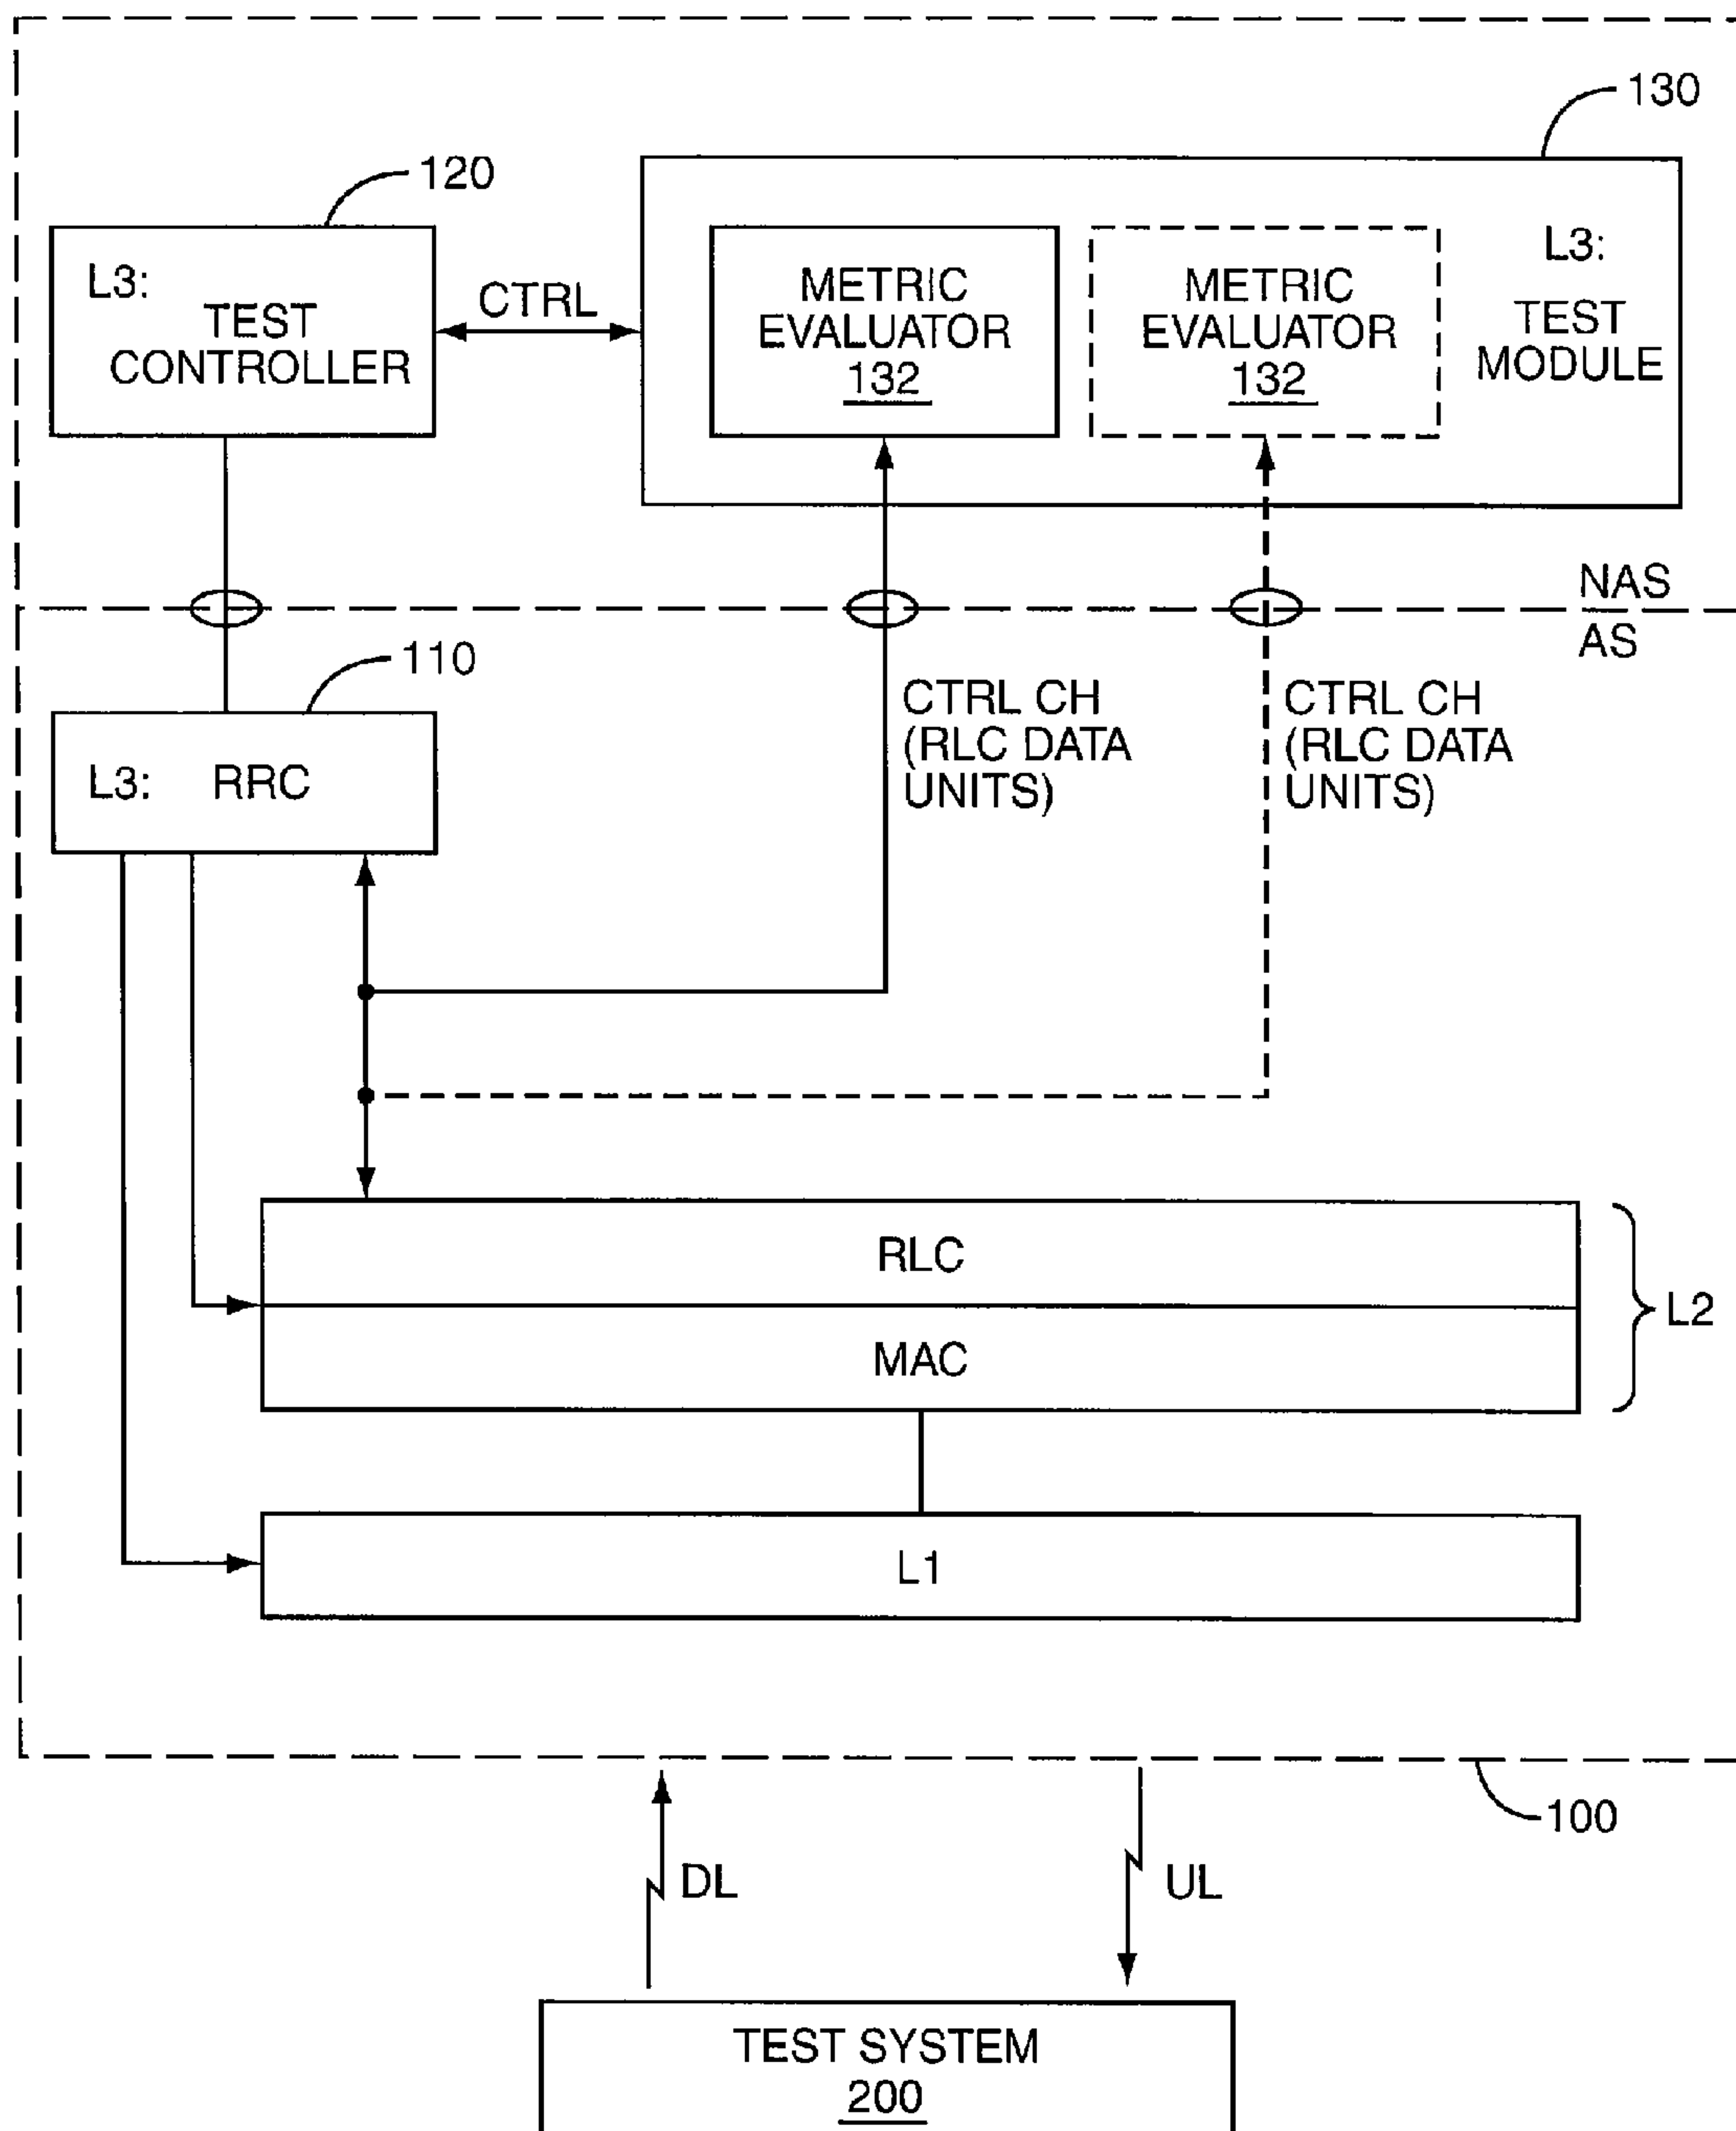 130
120
L3:
TEST
CONTROLLER
CTRL
METRIC
EVALUATOR
132
METRIC
EVALUATOR
132
L3:
TEST
MODULE
NAS
AS
110
L3: RRC
CTRL CH
(RLC DATA
UNITS)
CTRL CH
(RLC DATA
UNITS)
RLC
MAC
L2
L1
100
DL
UL
TEST SYSTEM
200